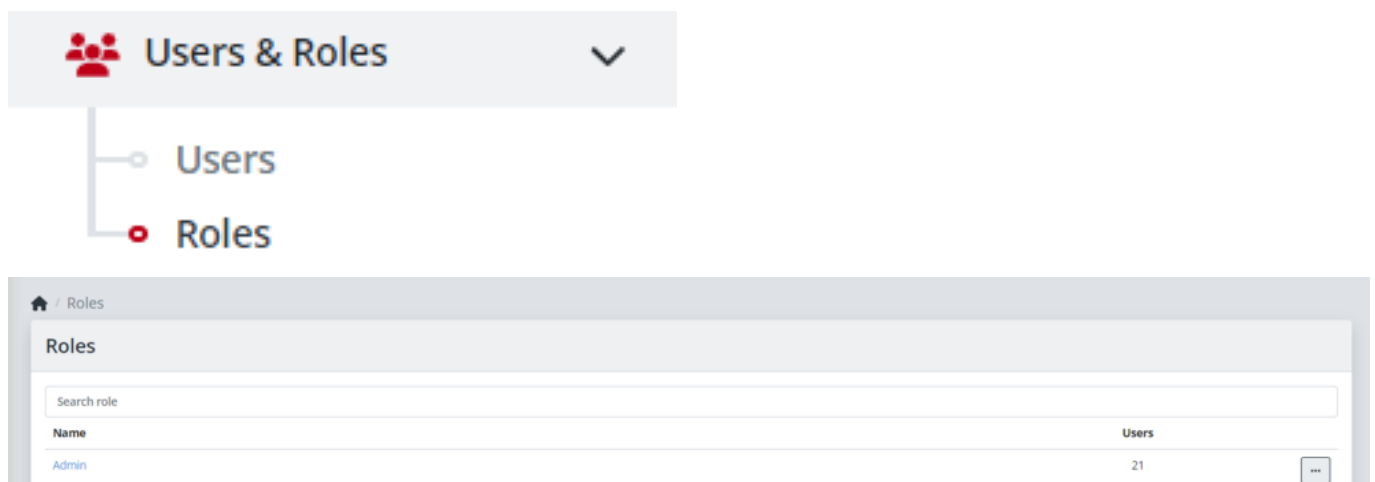 Users & Roles
Users
Roles
/ Roles
Roles
Search role
Name Users
Admin 21
...